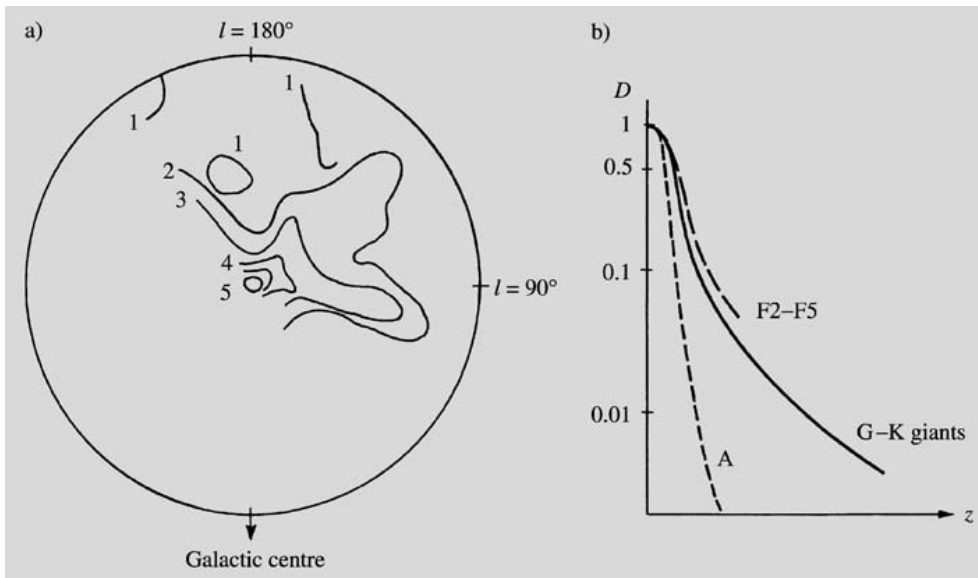 a)
l = 180°
1
1
1
2
3
4
5
l = 90°
Galactic centre
b)
D
1
0.5
0.1
0.01
F2–F5
G–K giants
A
z